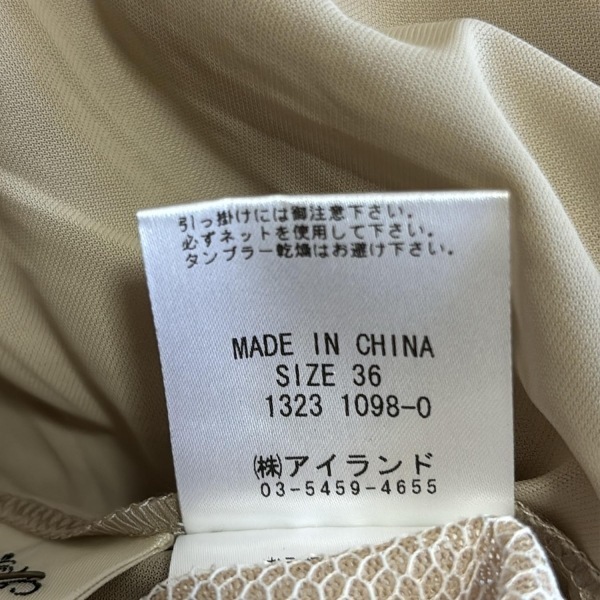 引っ掛けには御注意下さい。
必ずネットを使用して下さい。
タンブラー乾燥はお避け下さい。
MADE IN CHINA
SIZE 36
1323 1098-0
㈱アイランド
03-5459-4655